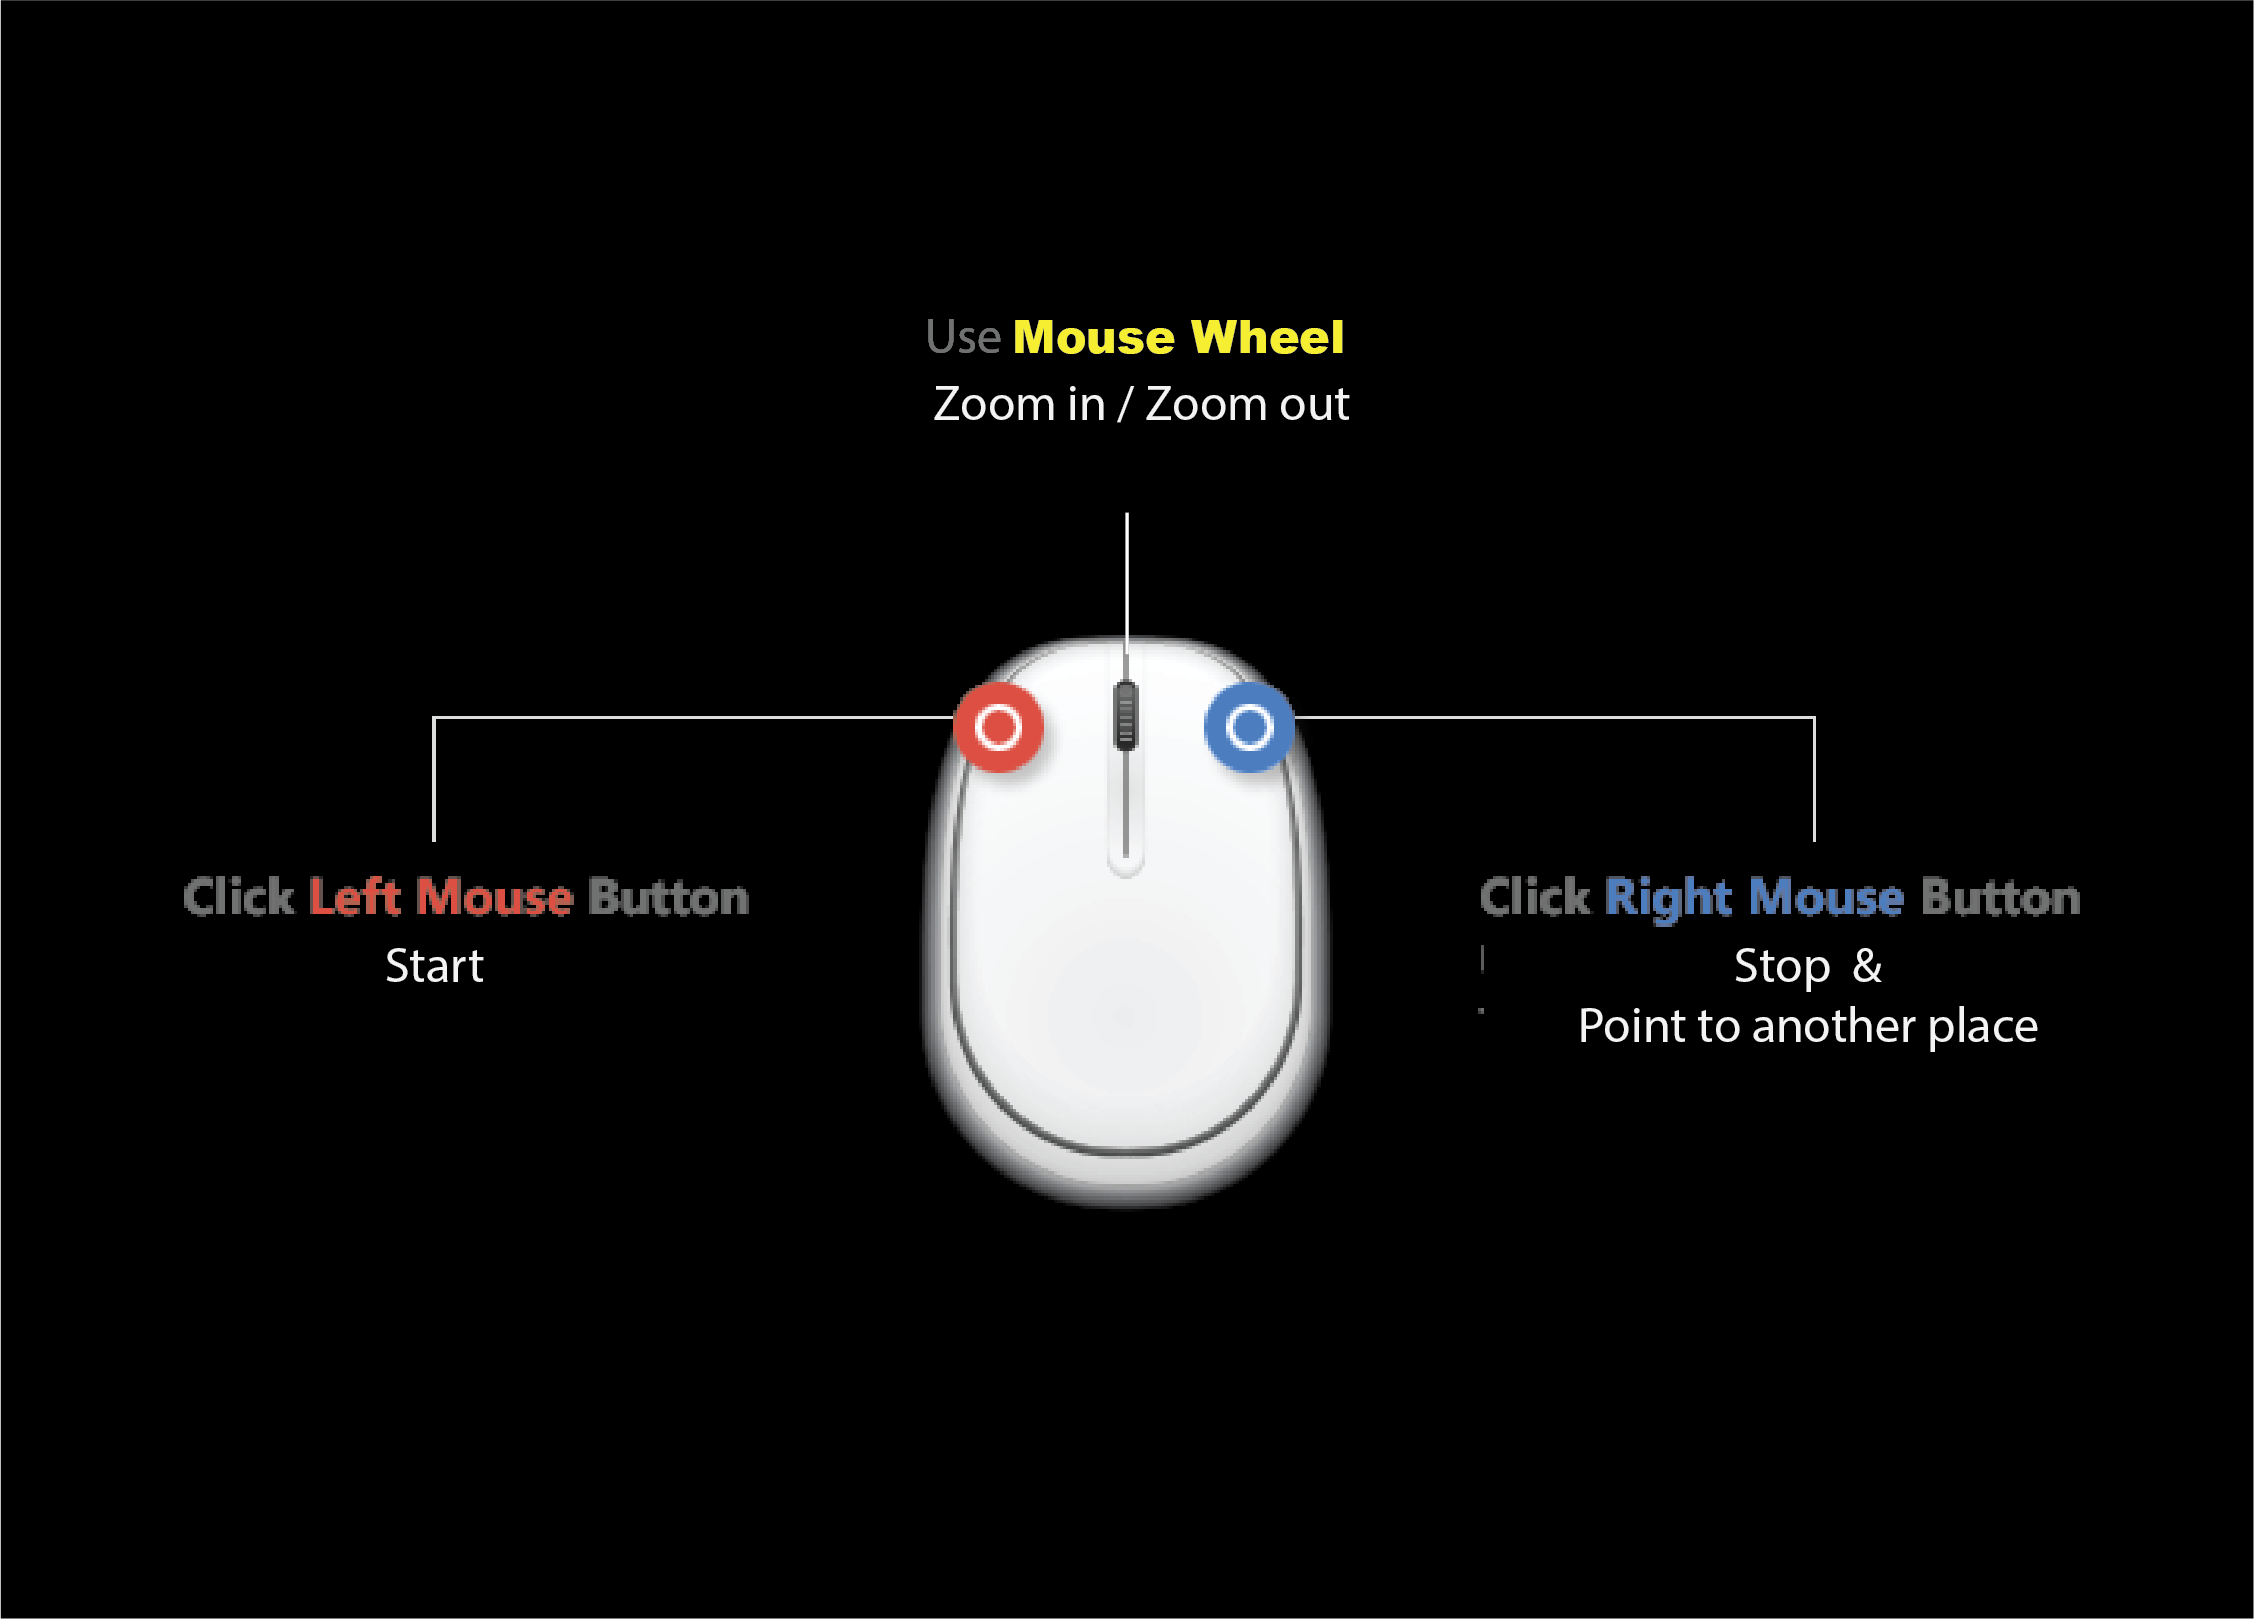 Use Mouse Wheel
Zoom in / Zoom out
Click Left Mouse Button
Start
Click Right Mouse Button
Stop &
Point to another place